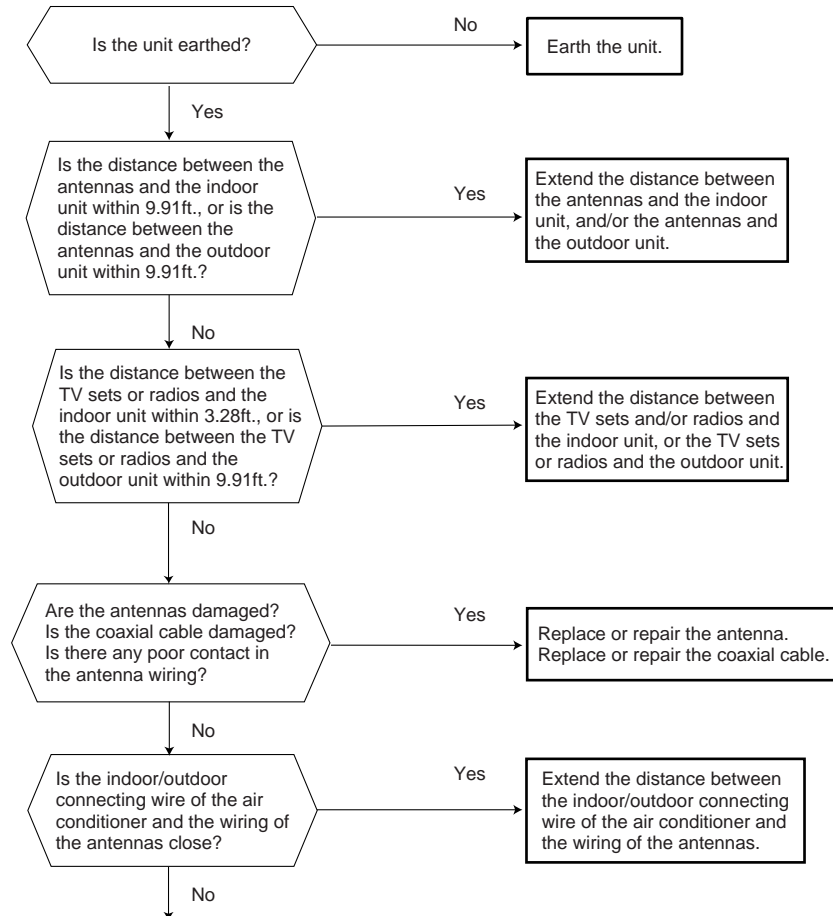 Is the unit earthed?
No
Earth the unit.
Yes
Is the distance between the
antennas and the indoor
unit within 9.91ft., or is the
distance between the
antennas and the outdoor
unit within 9.91ft.?
Yes
Extend the distance between
the antennas and the indoor
unit, and/or the antennas and
the outdoor unit.
No
Is the distance between the
TV sets or radios and the
indoor unit within 3.28ft., or is
the distance between the TV
sets or radios and the
outdoor unit within 9.91ft.?
Yes
Extend the distance between
the TV sets and/or radios and
the indoor unit, or the TV sets
or radios and the outdoor unit.
No
Are the antennas damaged?
Is the coaxial cable damaged?
Is there any poor contact in
the antenna wiring?
Yes
Replace or repair the antenna.
Replace or repair the coaxial cable.
No
Is the indoor/outdoor
connecting wire of the air
conditioner and the wiring of
the antennas close?
Yes
Extend the distance between
the indoor/outdoor connecting
wire of the air conditioner and
the wiring of the antennas.
No